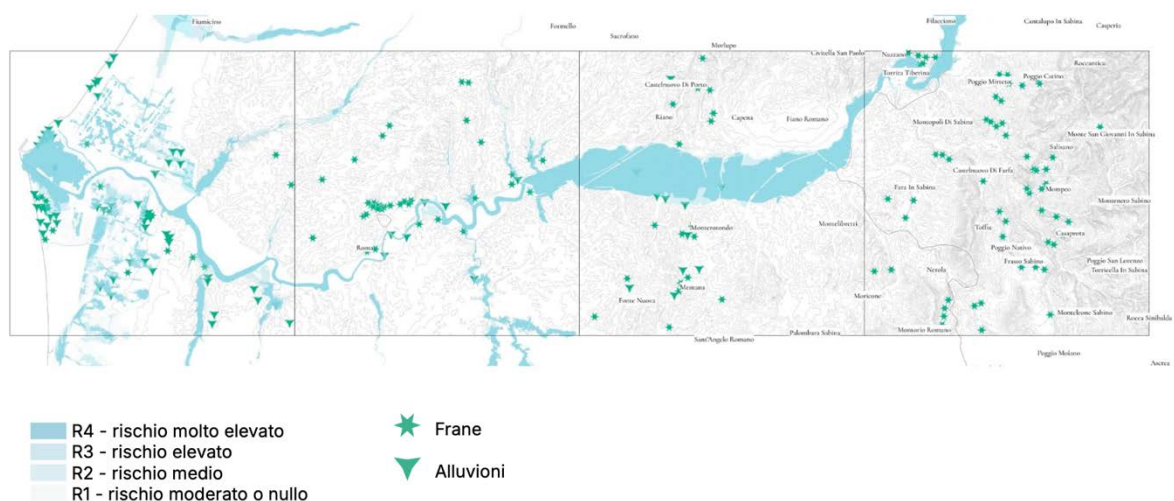 Fiumicino
Formello
Sacrofano
Morlupo
Filacciano
Cantalupo In Sabina
Casperia
Civitella San Paolo
Nazzano
Roccantica
Torrita Tiberina
Poggio Mirteto
Poggio Catino
Castelnuovo Di Porto
Riano
Capena
Fiano Romano
Montopoli Di Sabina
Monte San Giovanni In Sabina
Salisano
Castelnuovo Di Farfa
Fara In Sabina
Mompeo
Montenero Sabino
Roma
Monterotondo
Montelibretti
Toffia
Casaprota
Poggio Nativo
Frasso Sabino
Poggio San Lorenzo
Torricella In Sabina
Nerola
Mentana
Fonte Nuova
Moricone
Monteleone Sabino
Rocca Sinibalda
Montorio Romano
Palombara Sabina
Sant'Angelo Romano
Poggio Moiano
Ascrea
R4 - rischio molto elevato
R3 - rischio elevato
R2 - rischio medio
R1 - rischio moderato o nullo
Frane
Alluvioni